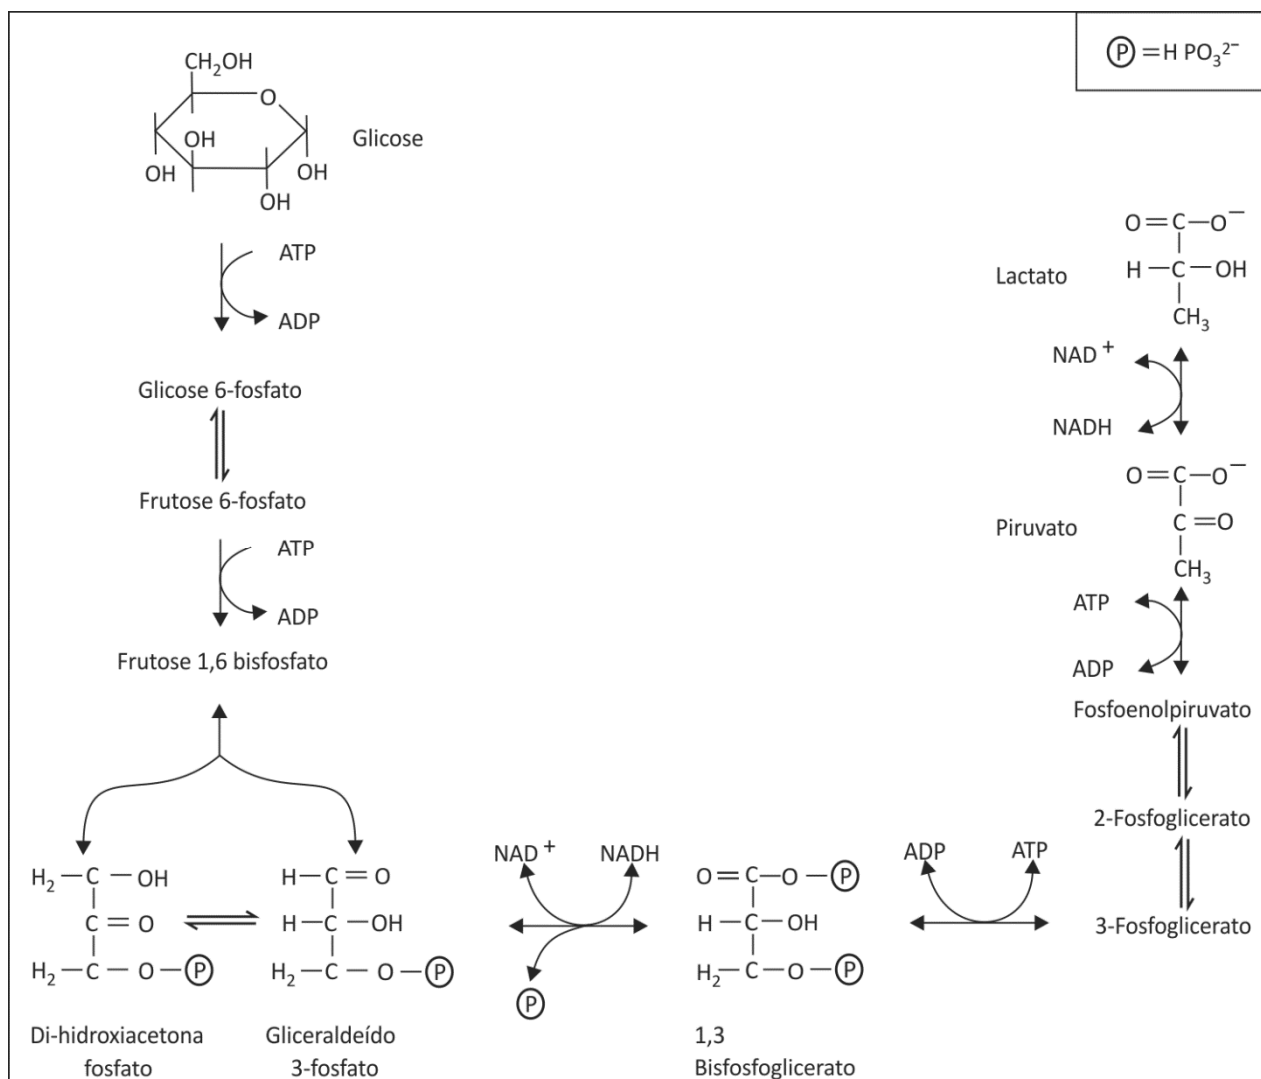 Ⓟ = H PO₃²⁻
CH₂OH
O
Glicose
OH
OH
OH
OH
ATP
ADP
Glicose 6-fosfato
Frutose 6-fosfato
ATP
ADP
Frutose 1,6 bisfosfato
H₂ — C — OH
C = O
H₂ — C — O — Ⓟ
Di-hidroxiacetona
fosfato
H — C = O
H — C — OH
H₂ — C — O — Ⓟ
Gliceraldeído
3-fosfato
NAD⁺
NADH
Ⓟ
O = C — O — Ⓟ
H — C — OH
H₂ — C — O — Ⓟ
1,3
Bisfosfoglicerato
ADP
ATP
3-Fosfoglicerato
2-Fosfoglicerato
Fosfoenolpiruvato
ADP
ATP
Piruvato
O = C — O⁻
C = O
CH₃
NADH
NAD⁺
Lactato
O = C — O⁻
H — C — OH
CH₃